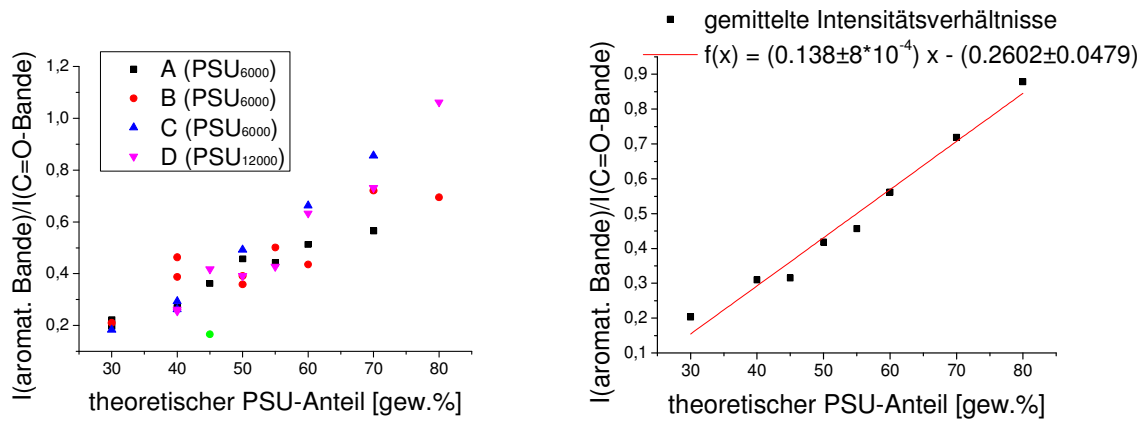 I(aromat. Bande)/I(C=O-Bande)
1,2
1,0
0,8
0,6
0,4
0,2
A (PSU6000)
B (PSU6000)
C (PSU6000)
D (PSU12000)
30 40 50 60 70 80
theoretischer PSU-Anteil [gew.%]
gemittelte Intensitätsverhältnisse
f(x) = (0.138±8*10⁻⁴) x - (0.2602±0.0479)
I(aromat. Bande)/I(C=O-Bande)
0,9
0,8
0,7
0,6
0,5
0,4
0,3
0,2
0,1
30 40 50 60 70 80
theoretischer PSU-Anteil [gew.%]